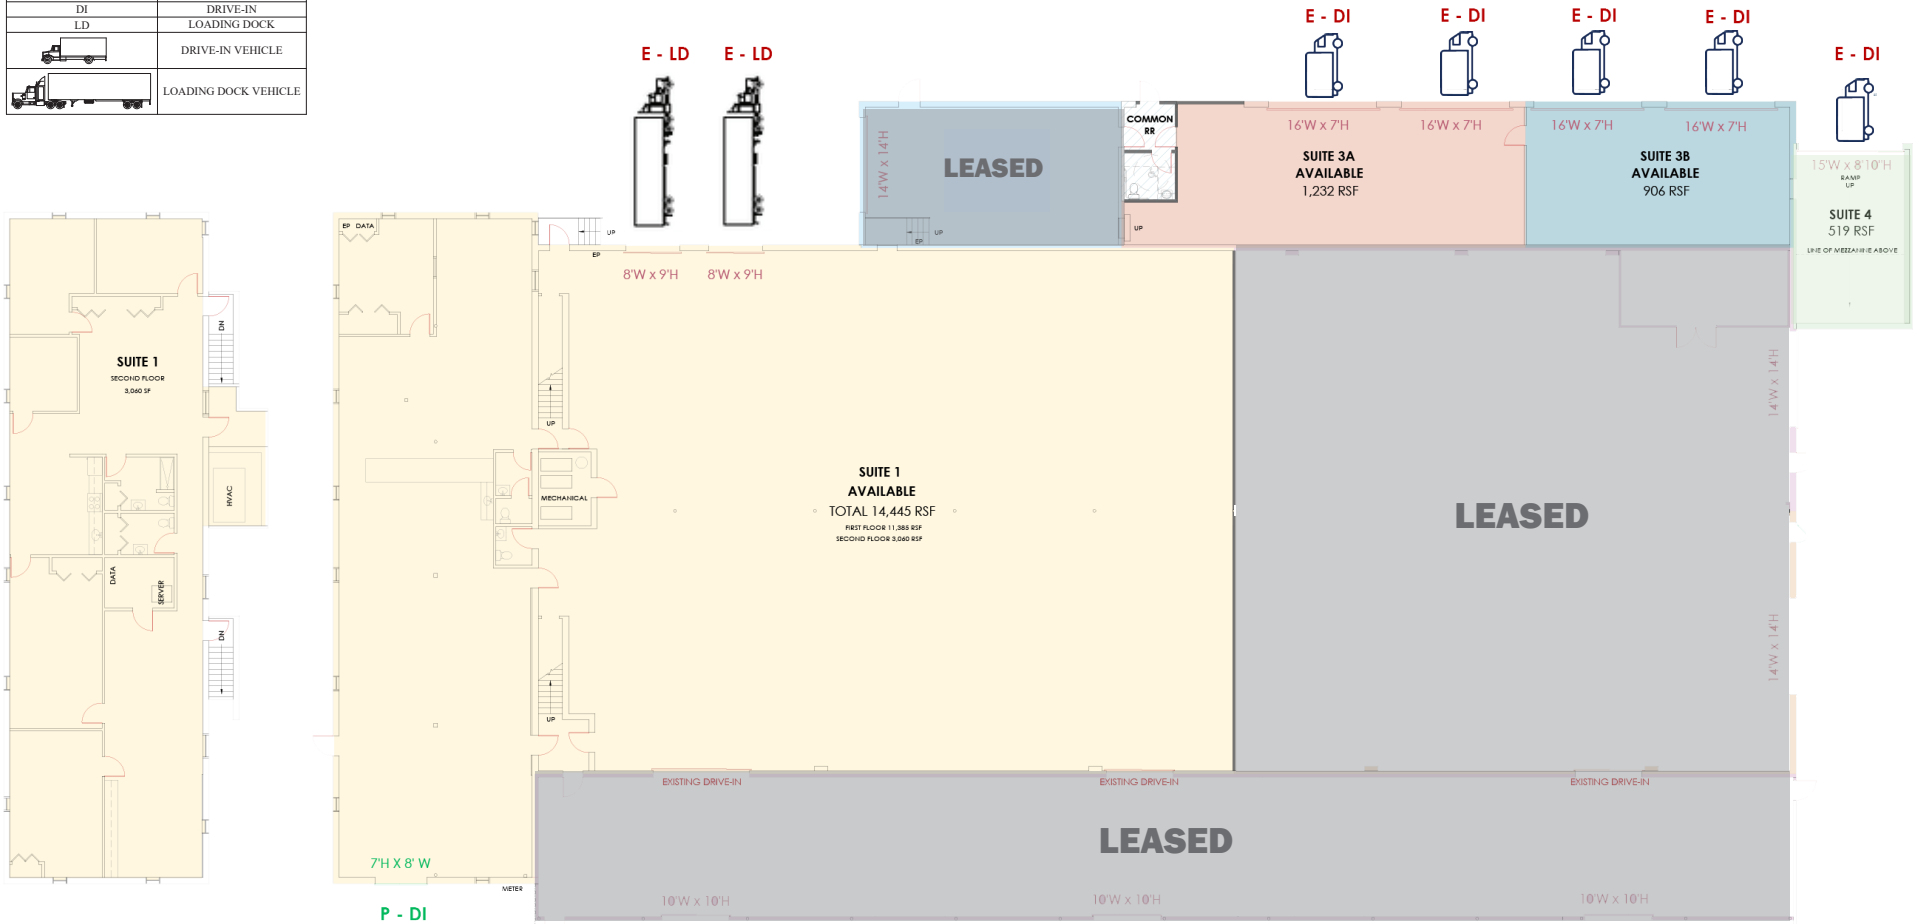 DI DRIVE-IN
LD LOADING DOCK
DRIVE-IN VEHICLE
LOADING DOCK VEHICLE
E - LD
E - LD
E - DI
E - DI
E - DI
E - DI
E - DI
14'W x 14'H
LEASED
UP
EP
COMMON
RR
UP
16'W x 7'H
16'W x 7'H
SUITE 3A
AVAILABLE
1,232 RSF
16'W x 7'H
16'W x 7'H
SUITE 3B
AVAILABLE
906 RSF
15'W x 8'10"H
RAMP
UP
SUITE 4
519 RSF
LINE OF MEZZANINE ABOVE
EP DATA
UP
EP
8'W x 9'H
8'W x 9'H
DN
SUITE 1
SECOND FLOOR
3,060 SF
HVAC
DATA
SERVER
DN
UP
MECHANICAL
UP
SUITE 1
AVAILABLE
TOTAL 14,445 RSF
FIRST FLOOR 11,385 RSF
SECOND FLOOR 3,060 RSF
LEASED
14'W x 14'H
14'W x 14'H
EXISTING DRIVE-IN
EXISTING DRIVE-IN
EXISTING DRIVE-IN
LEASED
7'H X 8' W
METER
P - DI
10'W x 10'H
10'W x 10'H
10'W x 10'H